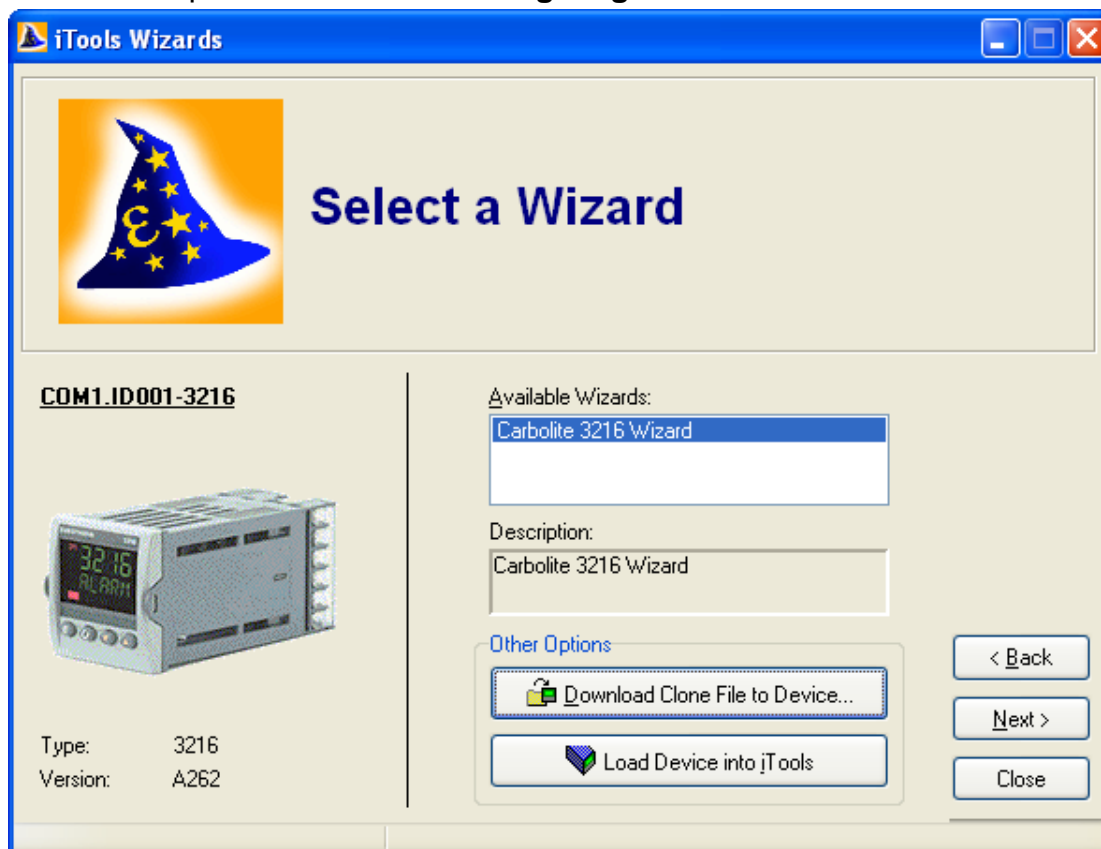 iTools Wizards
Select a Wizard
COM1.ID001-3216
Available Wizards:
Carbolite 3216 Wizard
Description:
Carbolite 3216 Wizard
3216
ALARM
Other Options
Download Clone File to Device...
Load Device into iTools
Type: 3216
Version: A262
< Back
Next >
Close